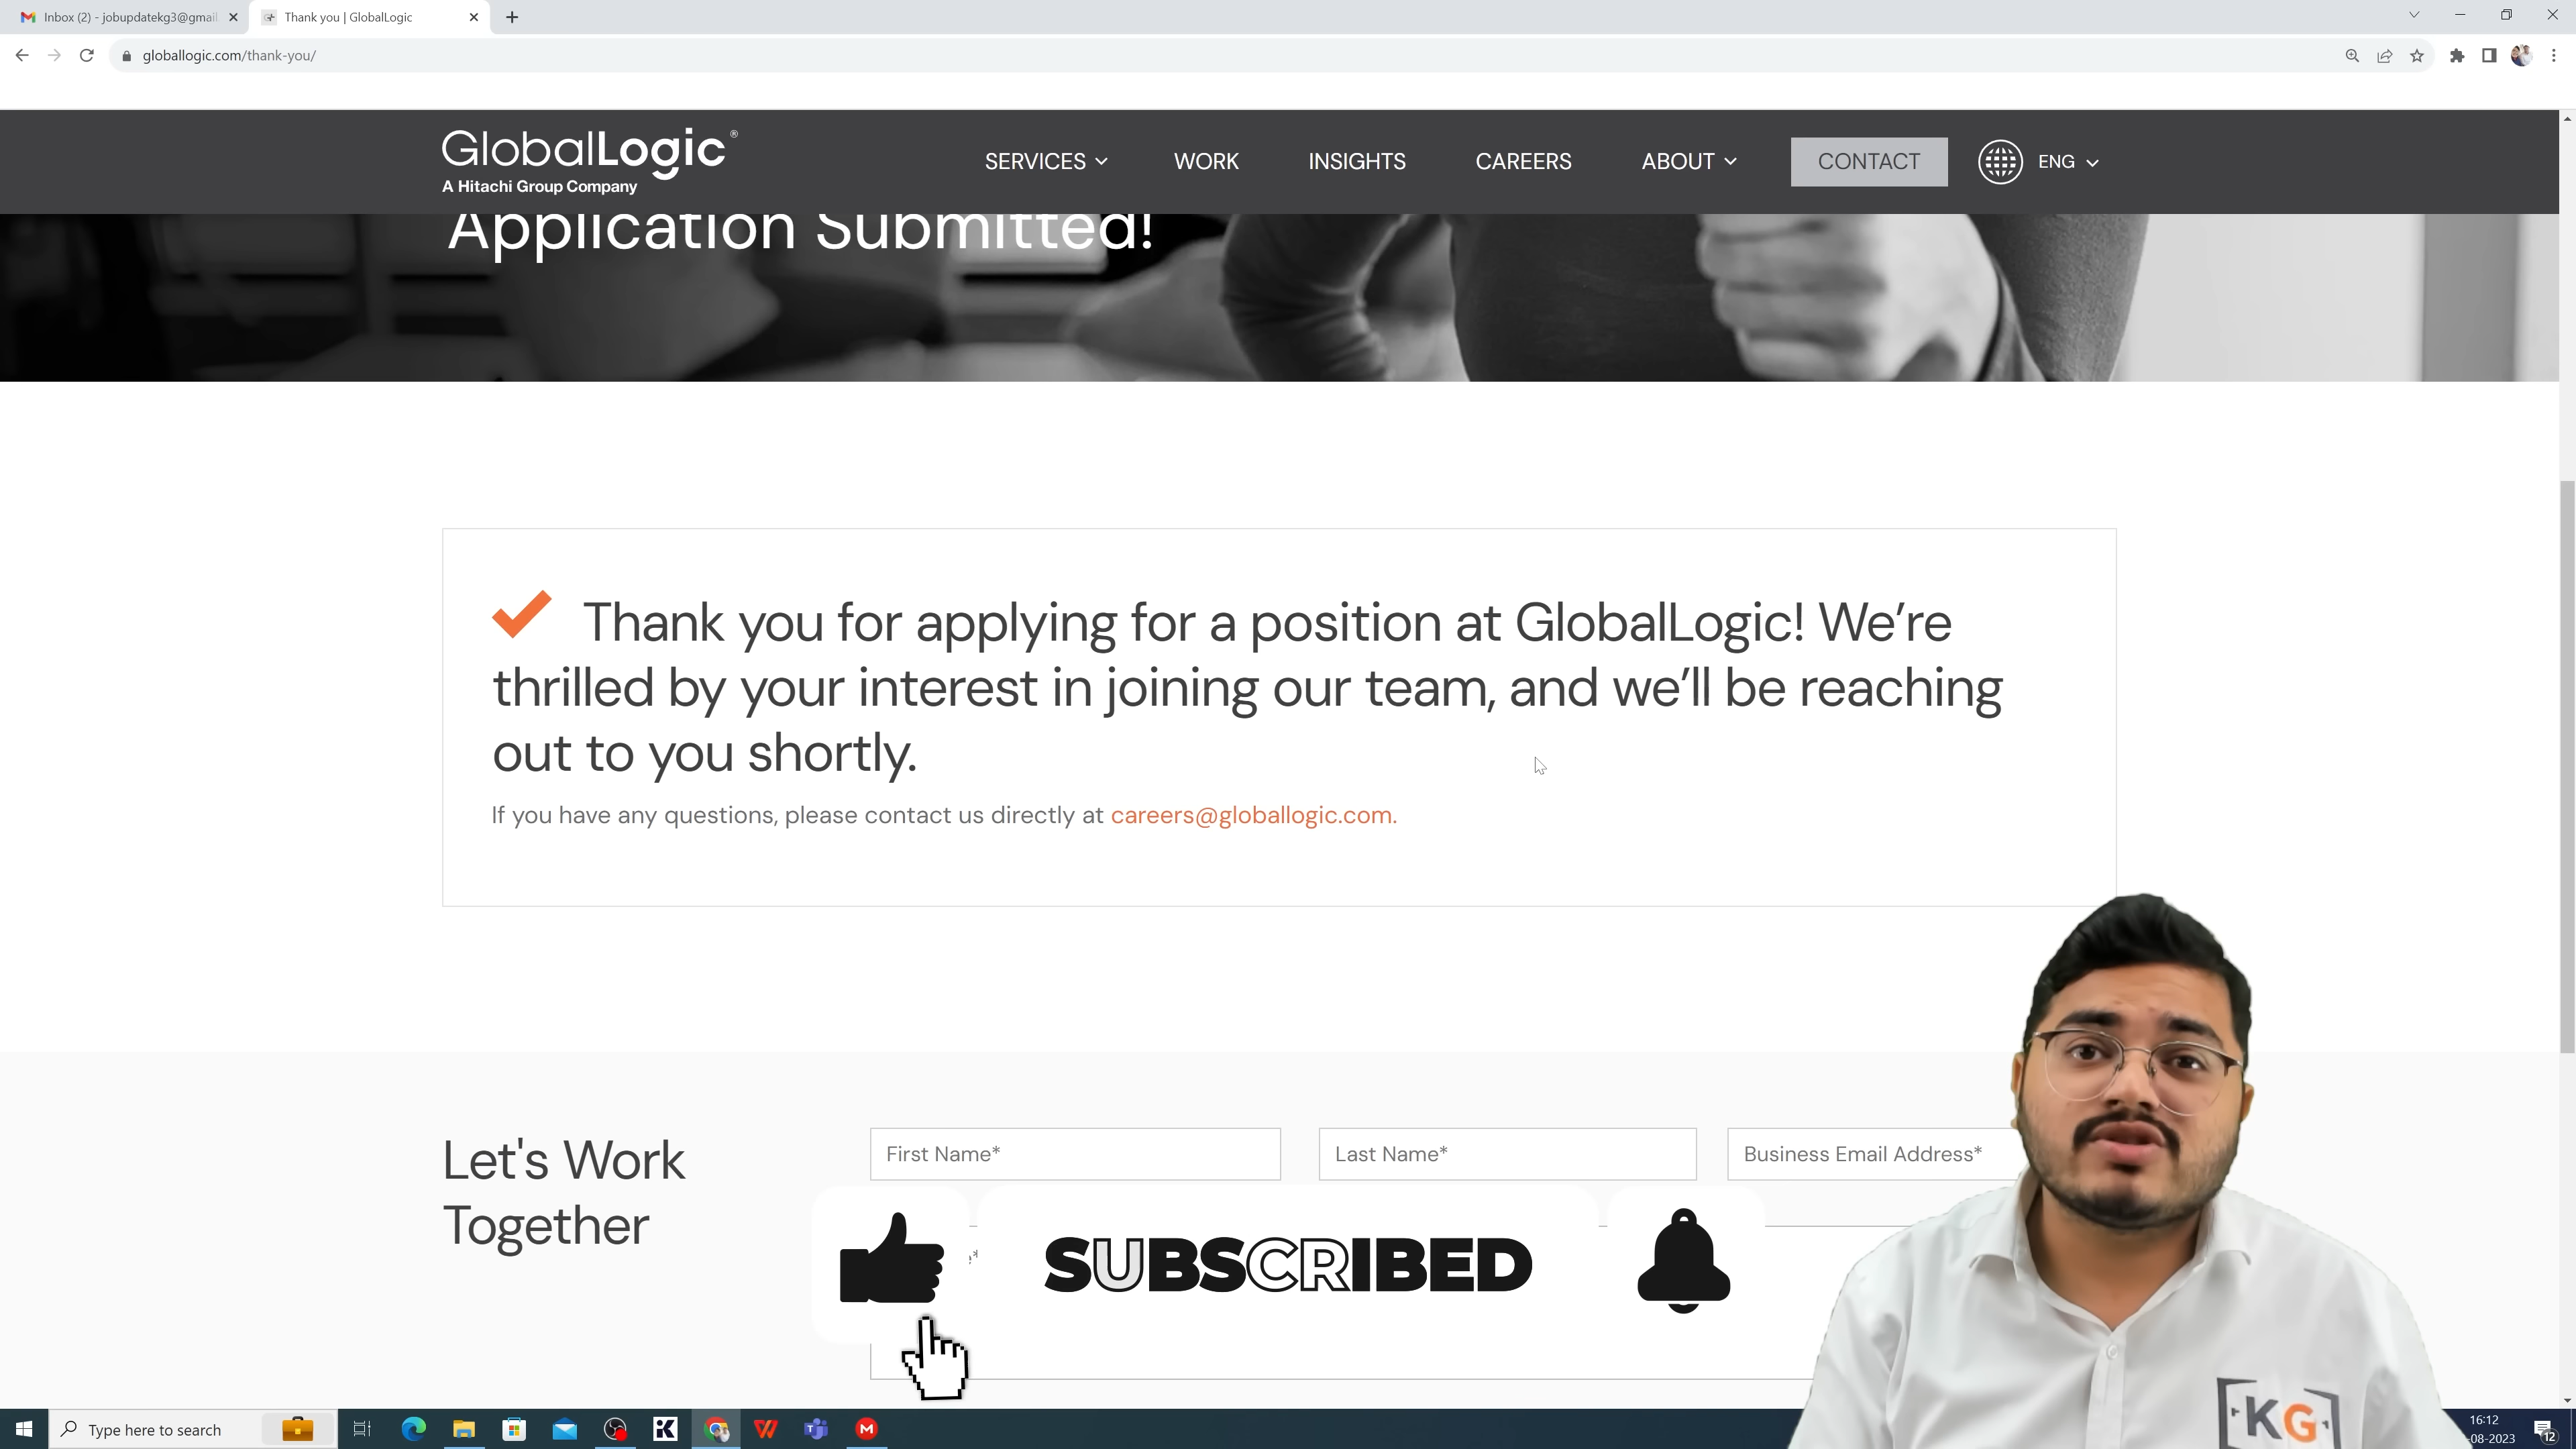 Inbox (2) - jobupdatekg3@gmail
Thank you | GlobalLogic
globallogic.com/thank-you/
GlobalLogic®
A Hitachi Group Company
SERVICES
WORK
INSIGHTS
CAREERS
ABOUT
CONTACT
ENG
Application Submitted!
Thank you for applying for a position at GlobalLogic! We’re
thrilled by your interest in joining our team, and we’ll be reaching
out to you shortly.
If you have any questions, please contact us directly at careers@globallogic.com.
Let's Work
Together
First Name*
Last Name*
Business Email Address*
SUBSCRIBED
KG
Type here to search
16:12
-08-2023
12